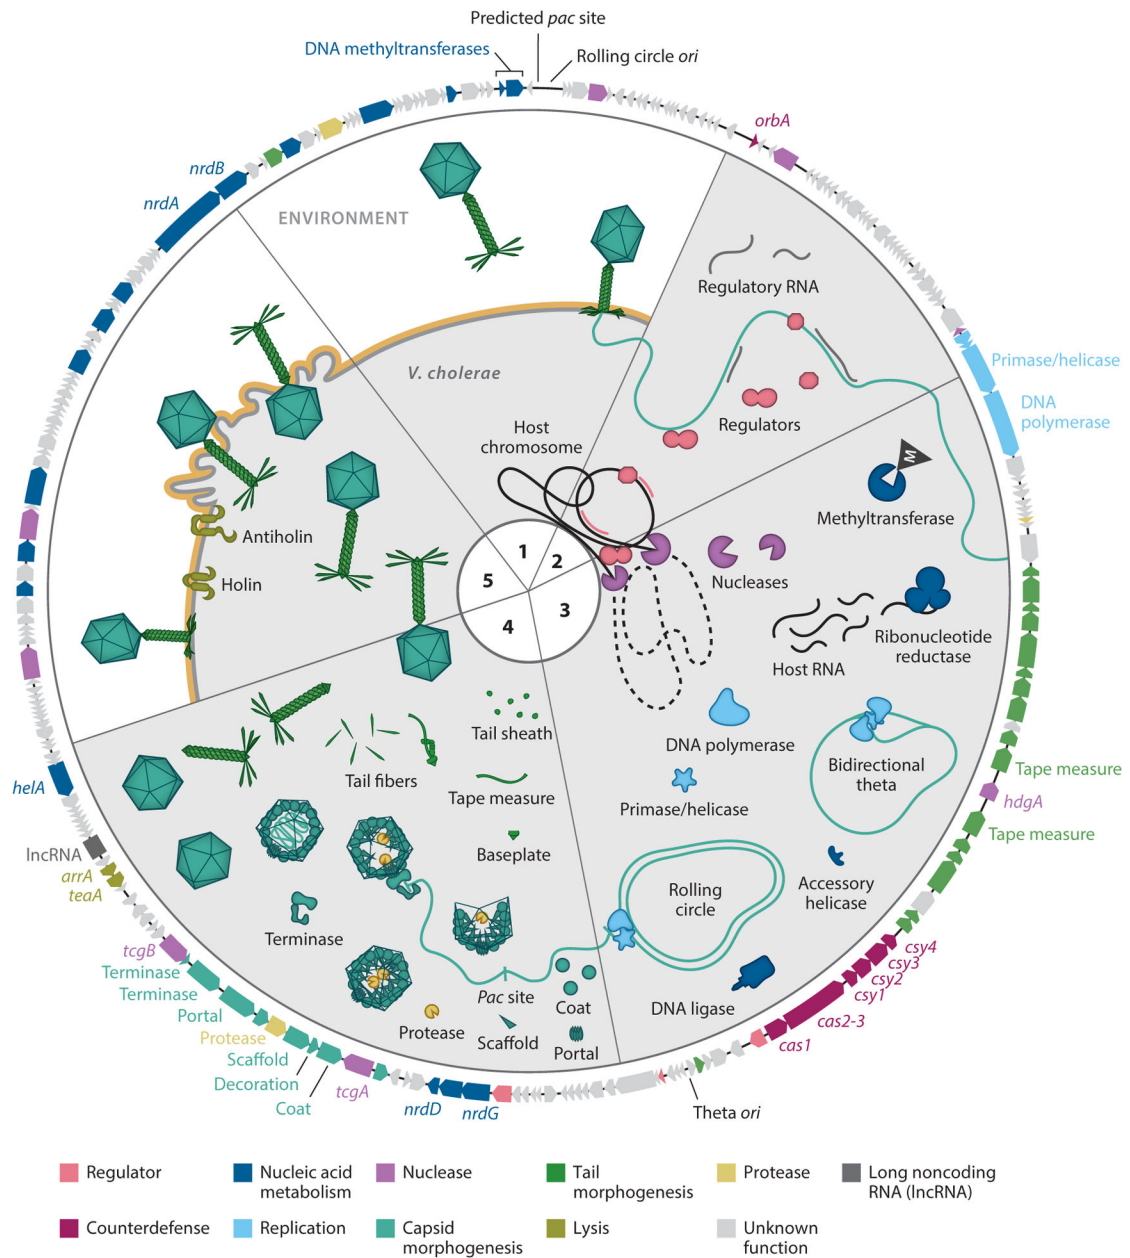 Predicted pac site
DNA methyltransferases
Rolling circle ori
orbA
nrdB
nrdA
ENVIRONMENT
Regulatory RNA
Primase/helicase
V. cholerae
DNA
polymerase
Regulators
Host
chromosome
M
Methyltransferase
Antiholin
Holin
Nucleases
1
2
3
4
5
Ribonucleotide
reductase
Host RNA
Tail sheath
DNA polymerase
Bidirectional
theta
Tape measure
Tail fibers
Tape measure
Primase/helicase
hdgA
helA
Tape measure
Baseplate
lncRNA
arrA
teaA
Rolling
circle
Accessory
helicase
Terminase
tcgB
Terminase
Terminase
Portal
Protease
Scaffold
Decoration
Coat
tcgA
csy4
csy3
csy2
csy1
cas2-3
cas1
Pac site
Coat
DNA ligase
Protease
Scaffold
Portal
nrdD
nrdG
Theta ori
Regulator
Nucleic acid
metabolism
Nuclease
Tail
morphogenesis
Protease
Long noncoding
RNA (lncRNA)
Counterdefense
Replication
Capsid
morphogenesis
Lysis
Unknown
function